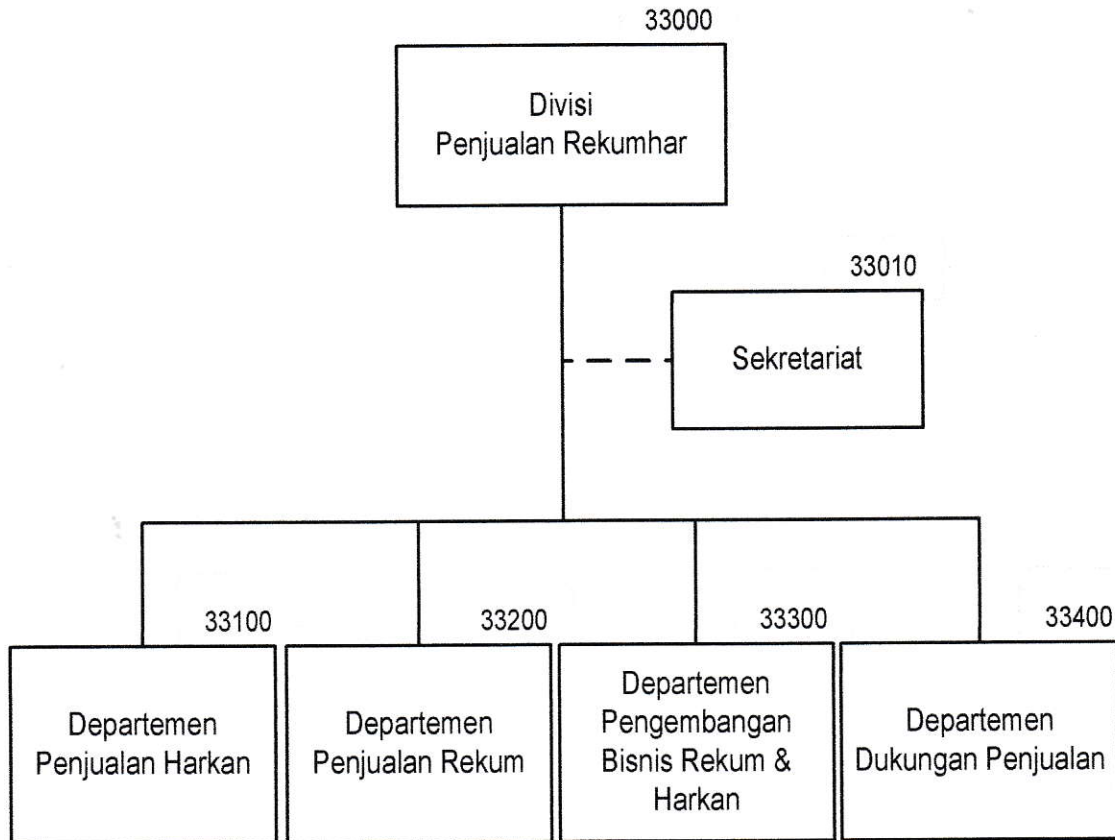 33000
Divisi
Penjualan Rekumhar
33010
Sekretariat
33100
Departemen
Penjualan Harkan
33200
Departemen
Penjualan Rekum
33300
Departemen
Pengembangan
Bisnis Rekum &
Harkan
33400
Departemen
Dukungan Penjualan